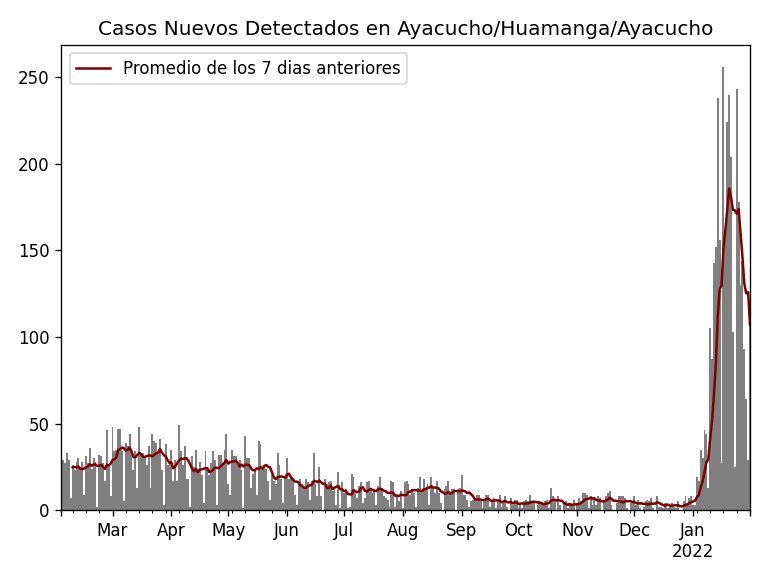 Casos Nuevos Detectados en Ayacucho/Huamanga/Ayacucho
Promedio de los 7 dias anteriores
250
200
150
100
50
0
Mar Apr May Jun Jul Aug Sep Oct Nov Dec Jan
2022